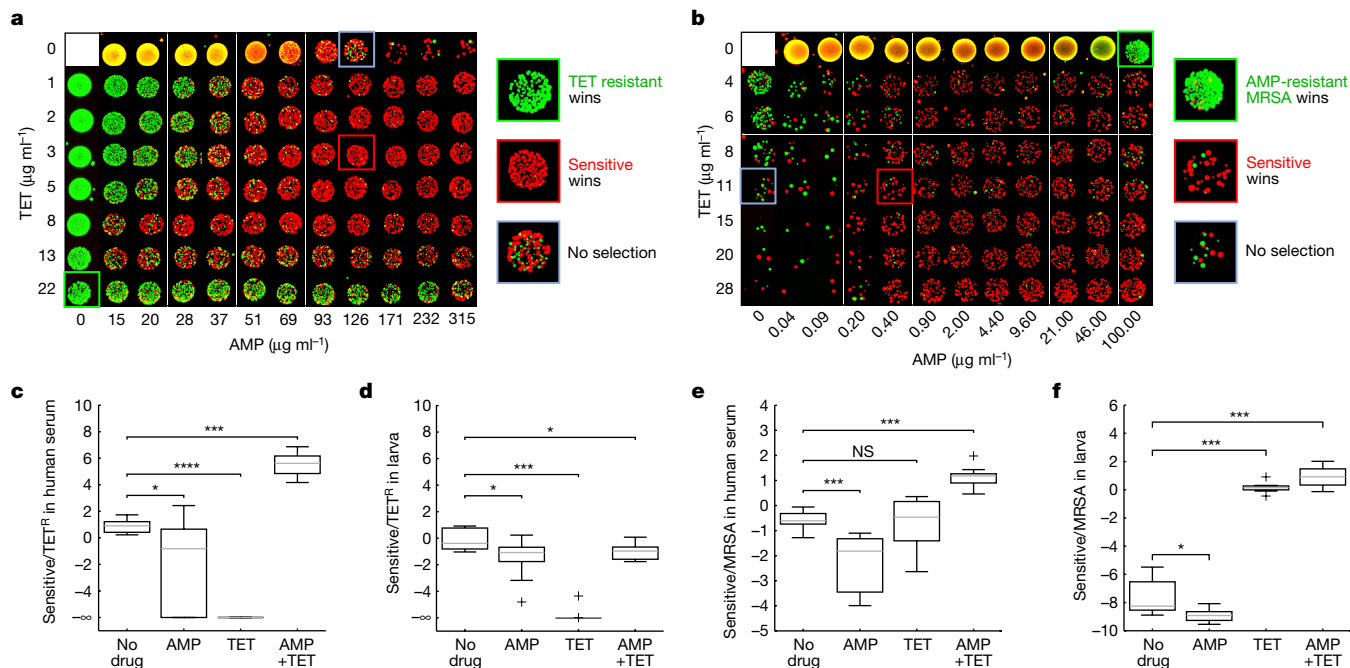 a
TET (µg ml⁻¹)
0
1
2
3
5
8
13
22
0 15 20 28 37 51 69 93 126 171 232 315
AMP (µg ml⁻¹)
TET resistant
wins
Sensitive
wins
No selection
b
TET (µg ml⁻¹)
0
4
6
8
11
15
20
28
0 0.04 0.09 0.20 0.40 0.90 2.00 4.40 9.60 21.00 46.00 100.00
AMP (µg ml⁻¹)
AMP-resistant
MRSA wins
Sensitive
wins
No selection
c
Sensitive/TETᴿ in human serum
10
8
6
4
2
0
−2
−4
−∞
*
****
***
No
drug
AMP
TET
AMP
+TET
d
Sensitive/TETᴿ in larva
10
8
6
4
2
0
−2
−4
−∞
*
***
*
No
drug
AMP
TET
AMP
+TET
e
Sensitive/MRSA in human serum
4
3
2
1
0
−1
−2
−3
−4
−5
***
NS
***
No
drug
AMP
TET
AMP
+TET
f
Sensitive/MRSA in larva
6
4
2
0
−2
−4
−6
−8
−10
*
***
***
No
drug
AMP
TET
AMP
+TET